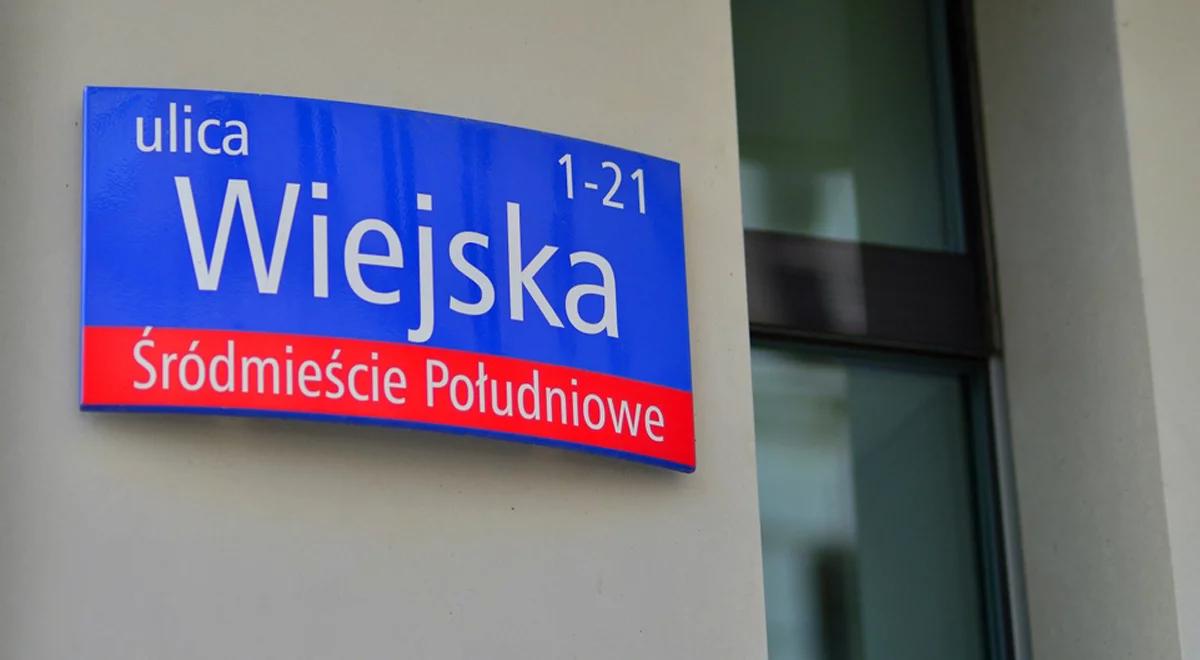 ulica
1-21
Wiejska
Śródmieście Południowe